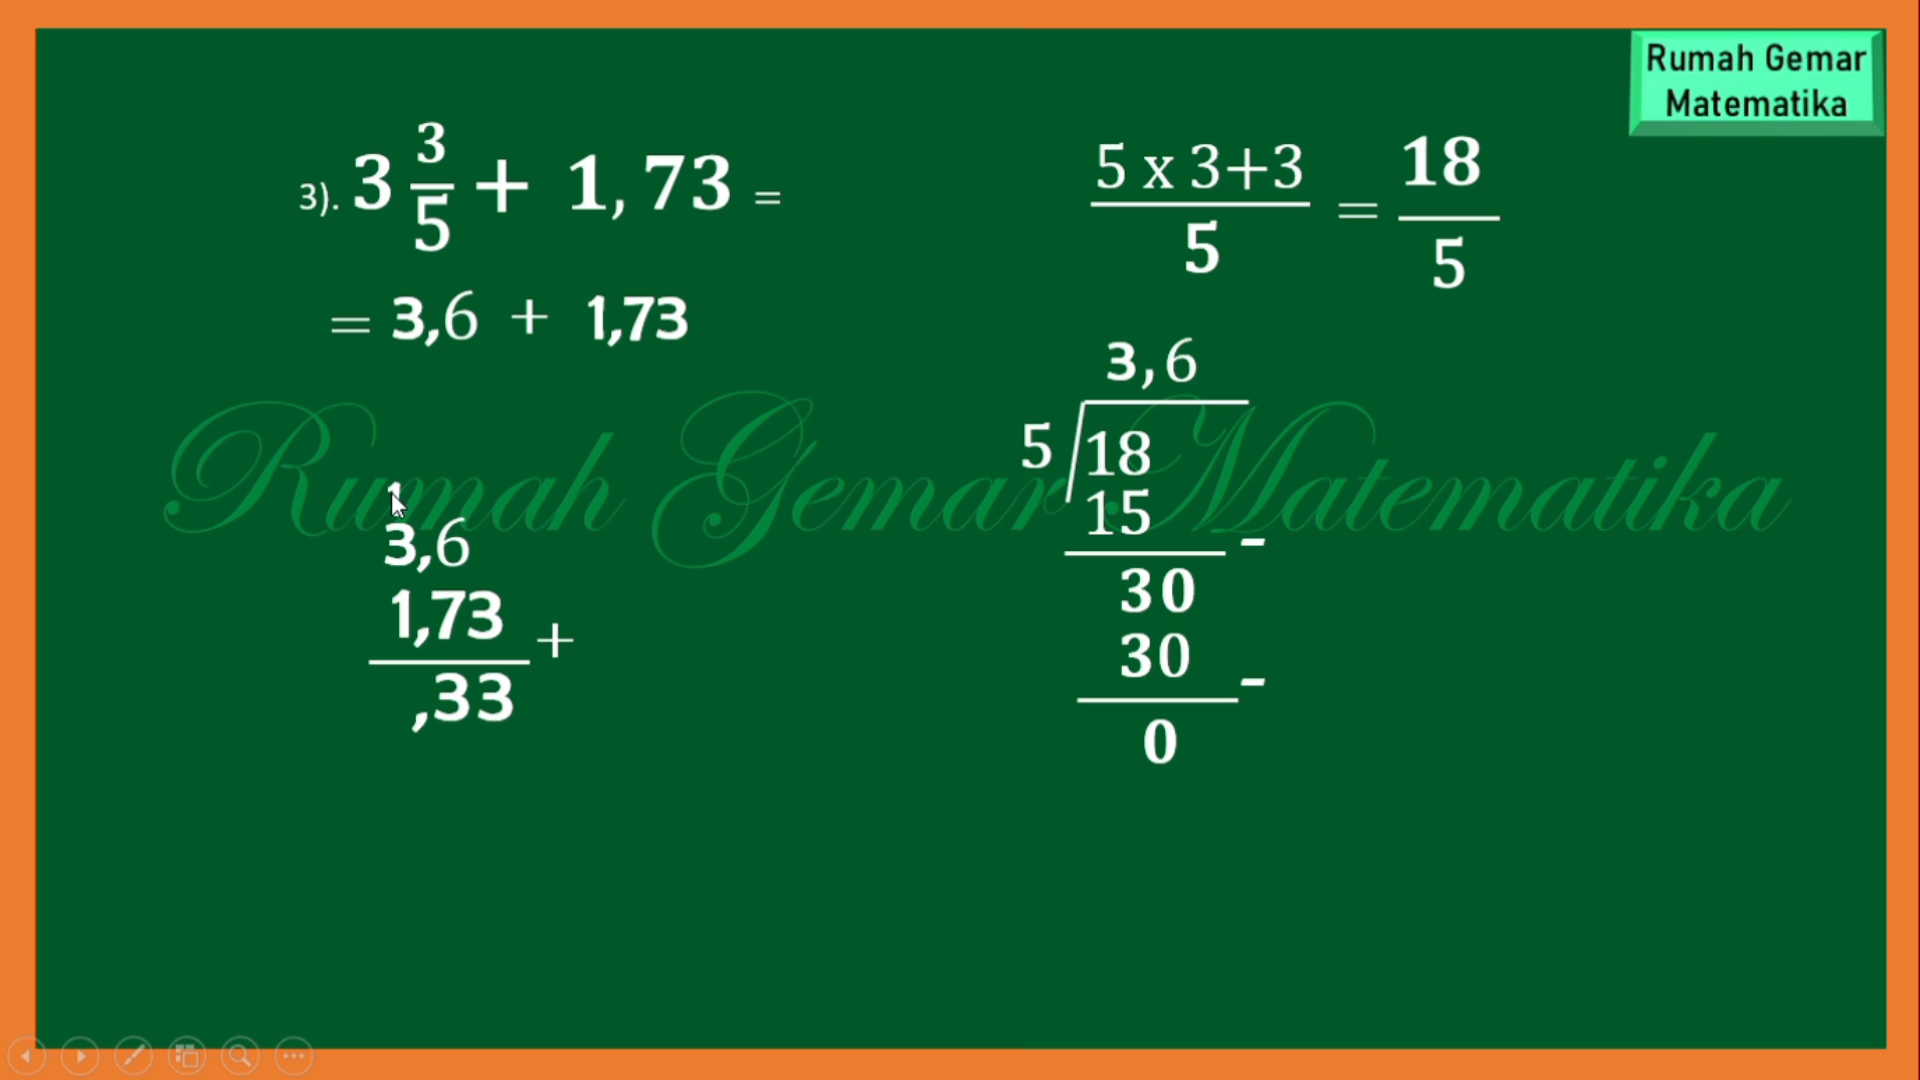 Rumah Gemar
Matematika
3). 3 3/5 + 1, 73 =
= 3,6 + 1,73
1
3,6
1,73 +
,33
5 x 3+3 / 5 = 18 / 5
3,6
5 18
15 -
30
30 -
0
Rumah Gemar Matematika